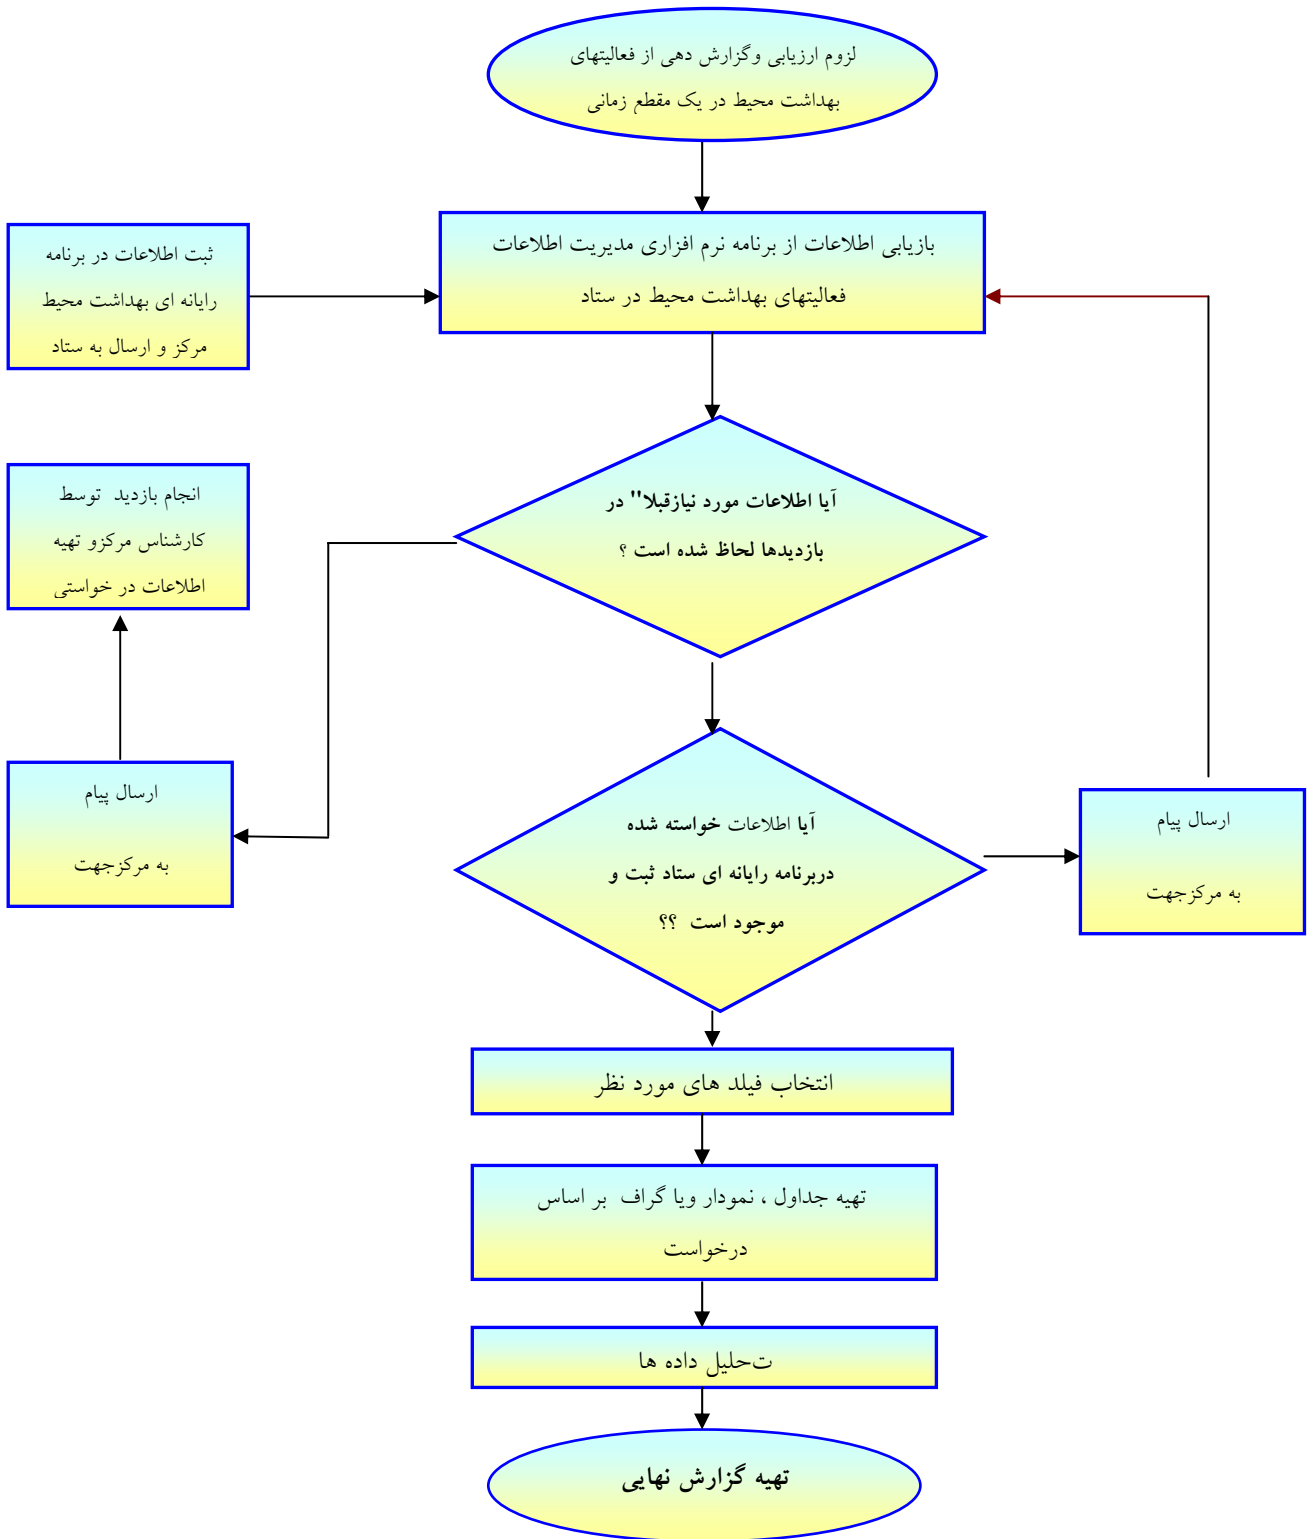 لزوم ارزیابی وگزارش دهی از فعالیتهای
بهداشت محیط در یک مقطع زمانی
بازیابی اطلاعات از برنامه نرم افزاری مدیریت اطلاعات
فعالیتهای بهداشت محیط در ستاد
ثبت اطلاعات در برنامه
رایانه ای بهداشت محیط
مرکز و ارسال به ستاد
آیا اطلاعات مورد نیازقبلا" در
بازدیدها لحاظ شده است ؟
انجام بازدید توسط
کارشناس مرکزو تهیه
اطلاعات در خواستی
ارسال پیام
به مرکزجهت
آیا اطلاعات خواسته شده
دربرنامه رایانه ای ستاد ثبت و
موجود است ؟؟
ارسال پیام
به مرکزجهت
انتخاب فیلد های مورد نظر
تهیه جداول ، نمودار ویا گراف بر اساس
درخواست
تحلیل داده ها
تهیه گزارش نهایی